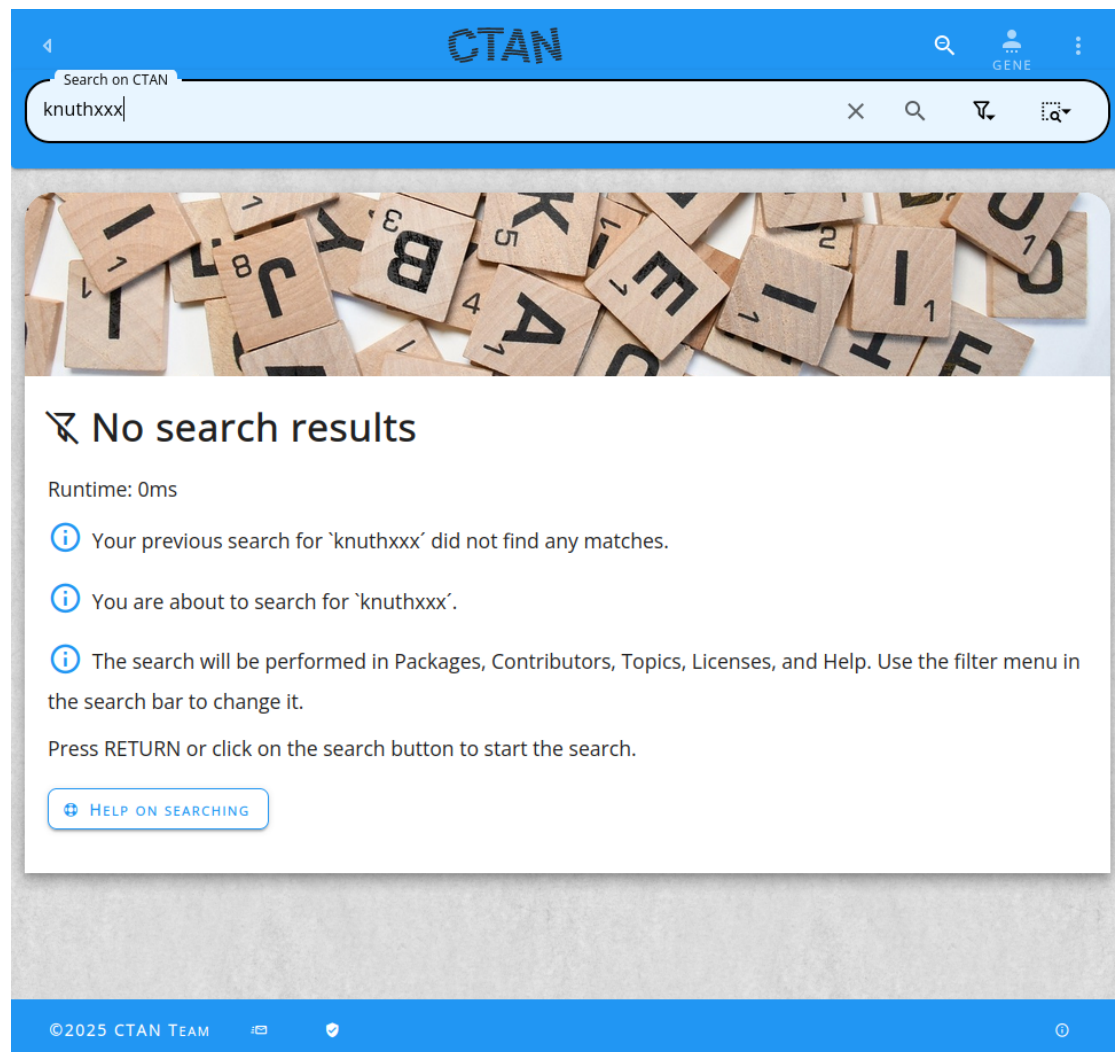 CTAN
GENE
Search on CTAN
knuthxxx
No search results
Runtime: 0ms
Your previous search for `knuthxxx´ did not find any matches.
You are about to search for `knuthxxx´.
The search will be performed in Packages, Contributors, Topics, Licenses, and Help. Use the filter menu in
the search bar to change it.
Press RETURN or click on the search button to start the search.
HELP ON SEARCHING
©2025 CTAN TEAM